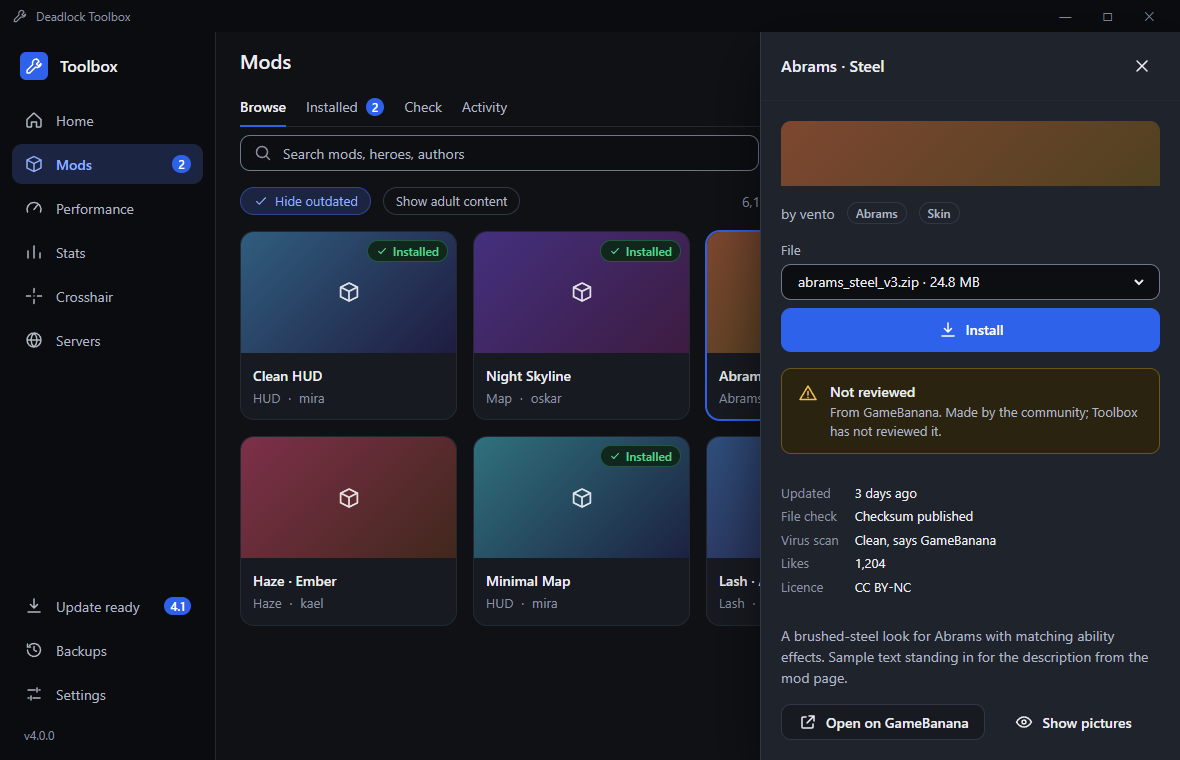 Deadlock Toolbox
Toolbox
Home
Mods 2
Performance
Stats
Crosshair
Servers
Update ready 4.1
Backups
Settings
v4.0.0
Mods
Browse Installed 2 Check Activity
Search mods, heroes, authors
Hide outdated Show adult content 6,1
Installed
Clean HUD
HUD · mira
Installed
Night Skyline
Map · oskar
Abram
Abrams
Haze · Ember
Haze · kael
Installed
Minimal Map
HUD · mira
Lash ·
Lash ·
Abrams · Steel
by vento Abrams Skin
File
abrams_steel_v3.zip · 24.8 MB
Install
Not reviewed
From GameBanana. Made by the community; Toolbox
has not reviewed it.
Updated 3 days ago
File check Checksum published
Virus scan Clean, says GameBanana
Likes 1,204
Licence CC BY-NC
A brushed-steel look for Abrams with matching ability
effects. Sample text standing in for the description from the
mod page.
Open on GameBanana Show pictures